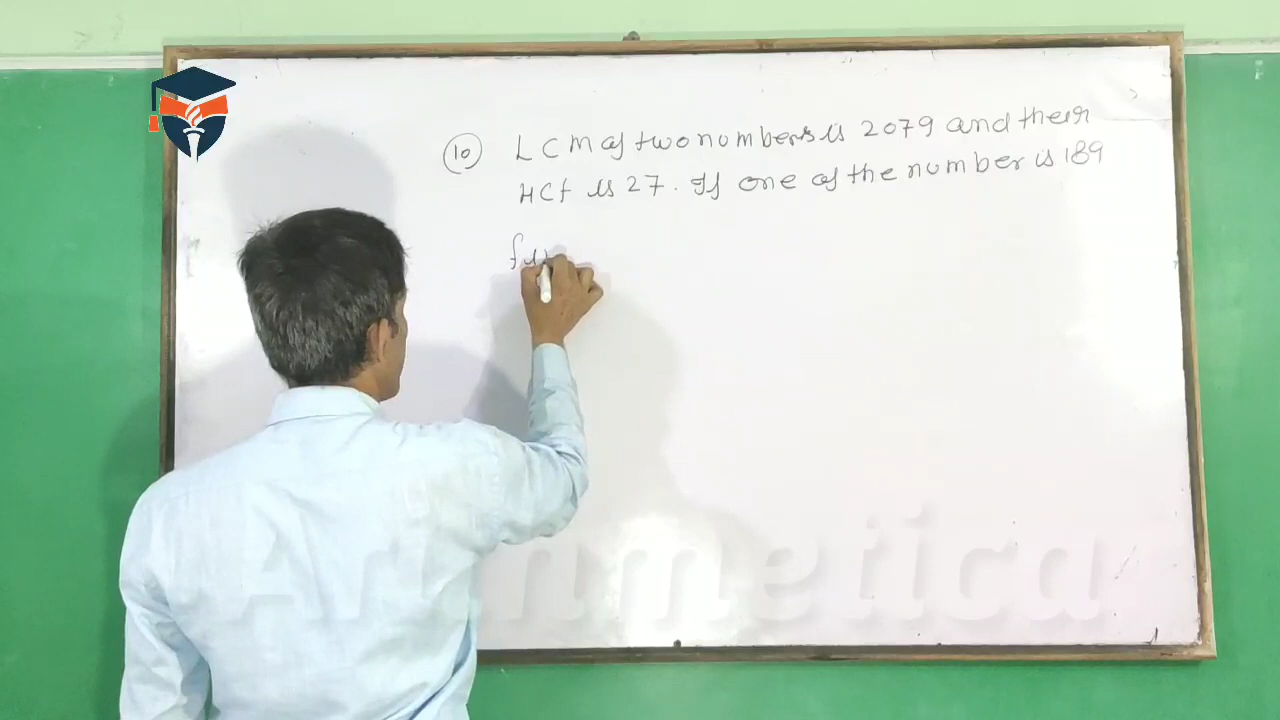 10 LCM of two numbers is 2079 and their
HCf is 27. If one of the number is 189
Arithmetica